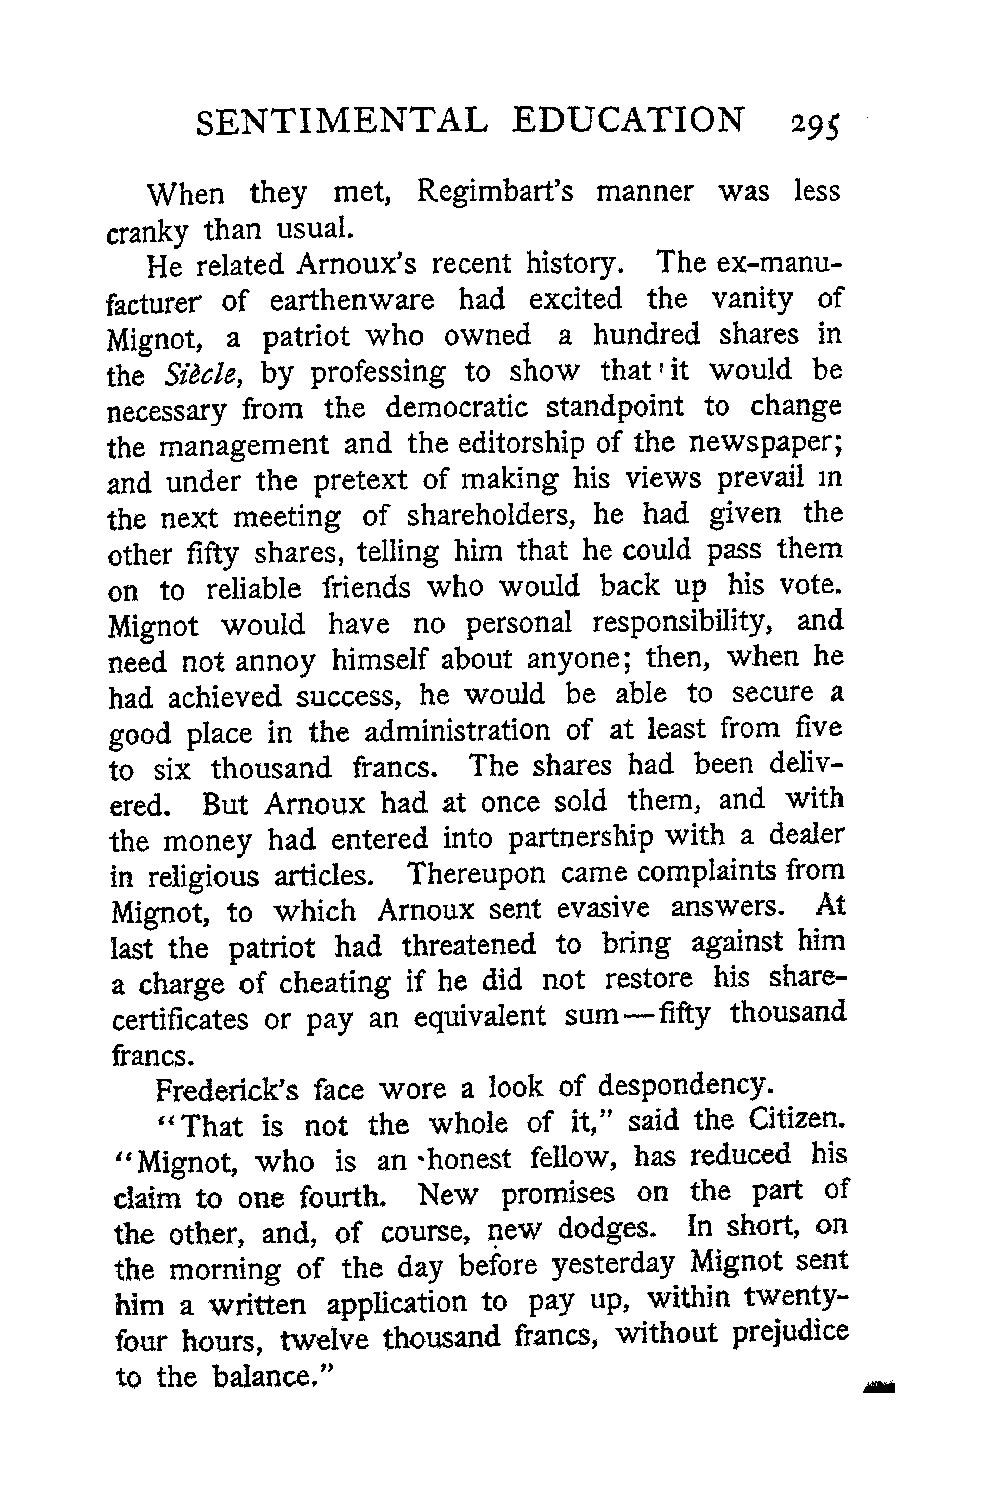 SENTIMENTAL EDUCATION 295
When they met, Regimbart's manner was less
cranky than usual.
He related Arnoux's recent history. The ex-manu-
facturer of earthenware had excited the vanity of
Mignot, a patriot who owned a hundred shares in
the Siècle, by professing to show that it would be
necessary from the democratic standpoint to change
the management and the editorship of the newspaper;
and under the pretext of making his views prevail in
the next meeting of shareholders, he had given the
other fifty shares, telling him that he could pass them
on to reliable friends who would back up his vote.
Mignot would have no personal responsibility, and
need not annoy himself about anyone; then, when he
had achieved success, he would be able to secure a
good place in the administration of at least from five
to six thousand francs. The shares had been deliv-
ered. But Arnoux had at once sold them, and with
the money had entered into partnership with a dealer
in religious articles. Thereupon came complaints from
Mignot, to which Arnoux sent evasive answers. At
last the patriot had threatened to bring against him
a charge of cheating if he did not restore his share-
certificates or pay an equivalent sum—fifty thousand
francs.
Frederick's face wore a look of despondency.
"That is not the whole of it," said the Citizen.
"Mignot, who is an honest fellow, has reduced his
claim to one fourth. New promises on the part of
the other, and, of course, new dodges. In short, on
the morning of the day before yesterday Mignot sent
him a written application to pay up, within twenty-
four hours, twelve thousand francs, without prejudice
to the balance."